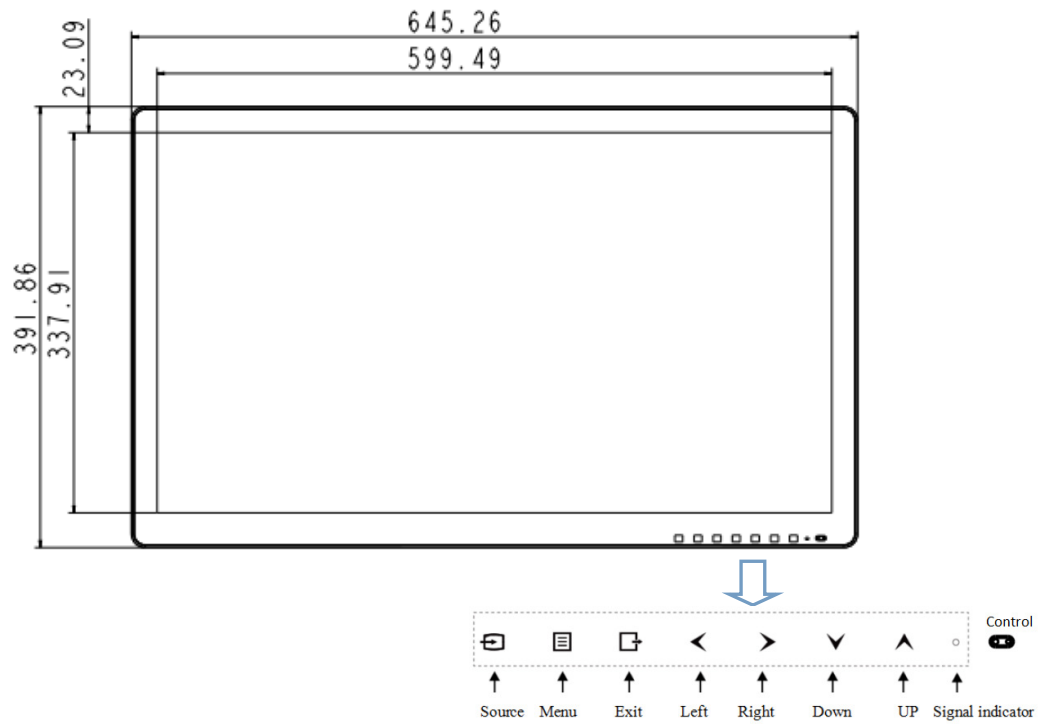 645.26
599.49
23.09
391.86
337.91
Control
Source Menu Exit Left Right Down UP Signal indicator